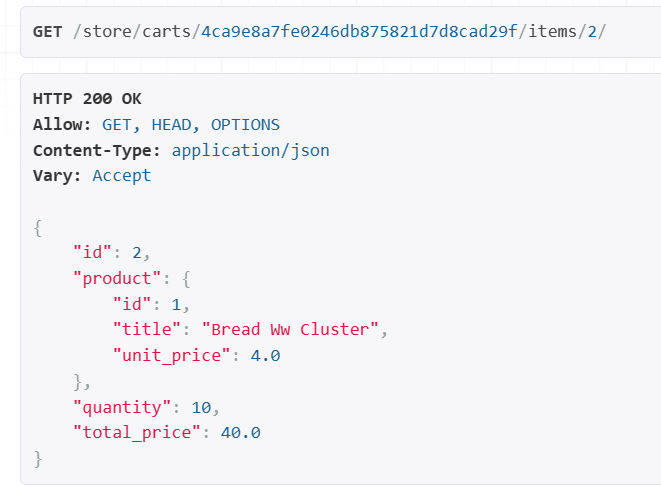 GET /store/carts/4ca9e8a7fe0246db875821d7d8cad29f/items/2/
HTTP 200 OK
Allow: GET, HEAD, OPTIONS
Content-Type: application/json
Vary: Accept
{
    "id": 2,
    "product": {
        "id": 1,
        "title": "Bread Ww Cluster",
        "unit_price": 4.0
    },
    "quantity": 10,
    "total_price": 40.0
}